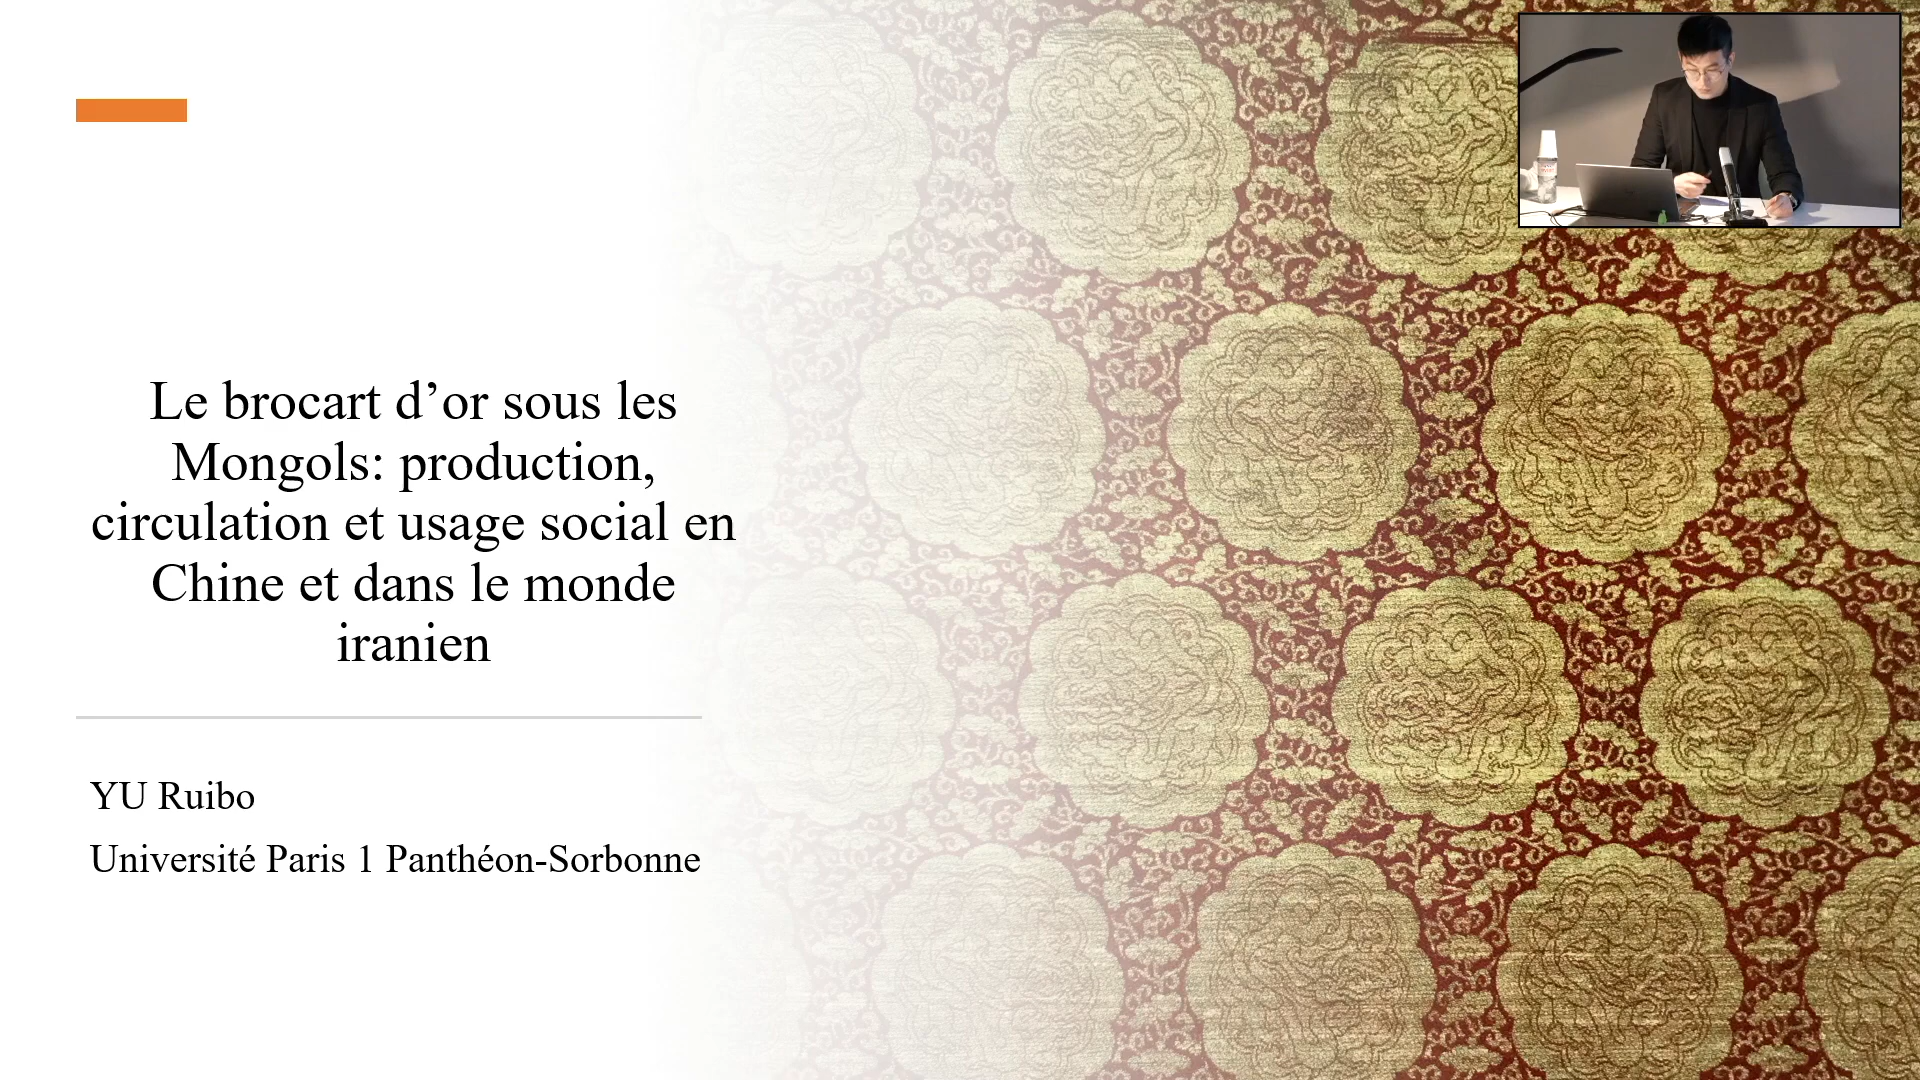 Le brocart d’or sous les
Mongols: production,
circulation et usage social en
Chine et dans le monde
iranien
YU Ruibo
Université Paris 1 Panthéon-Sorbonne